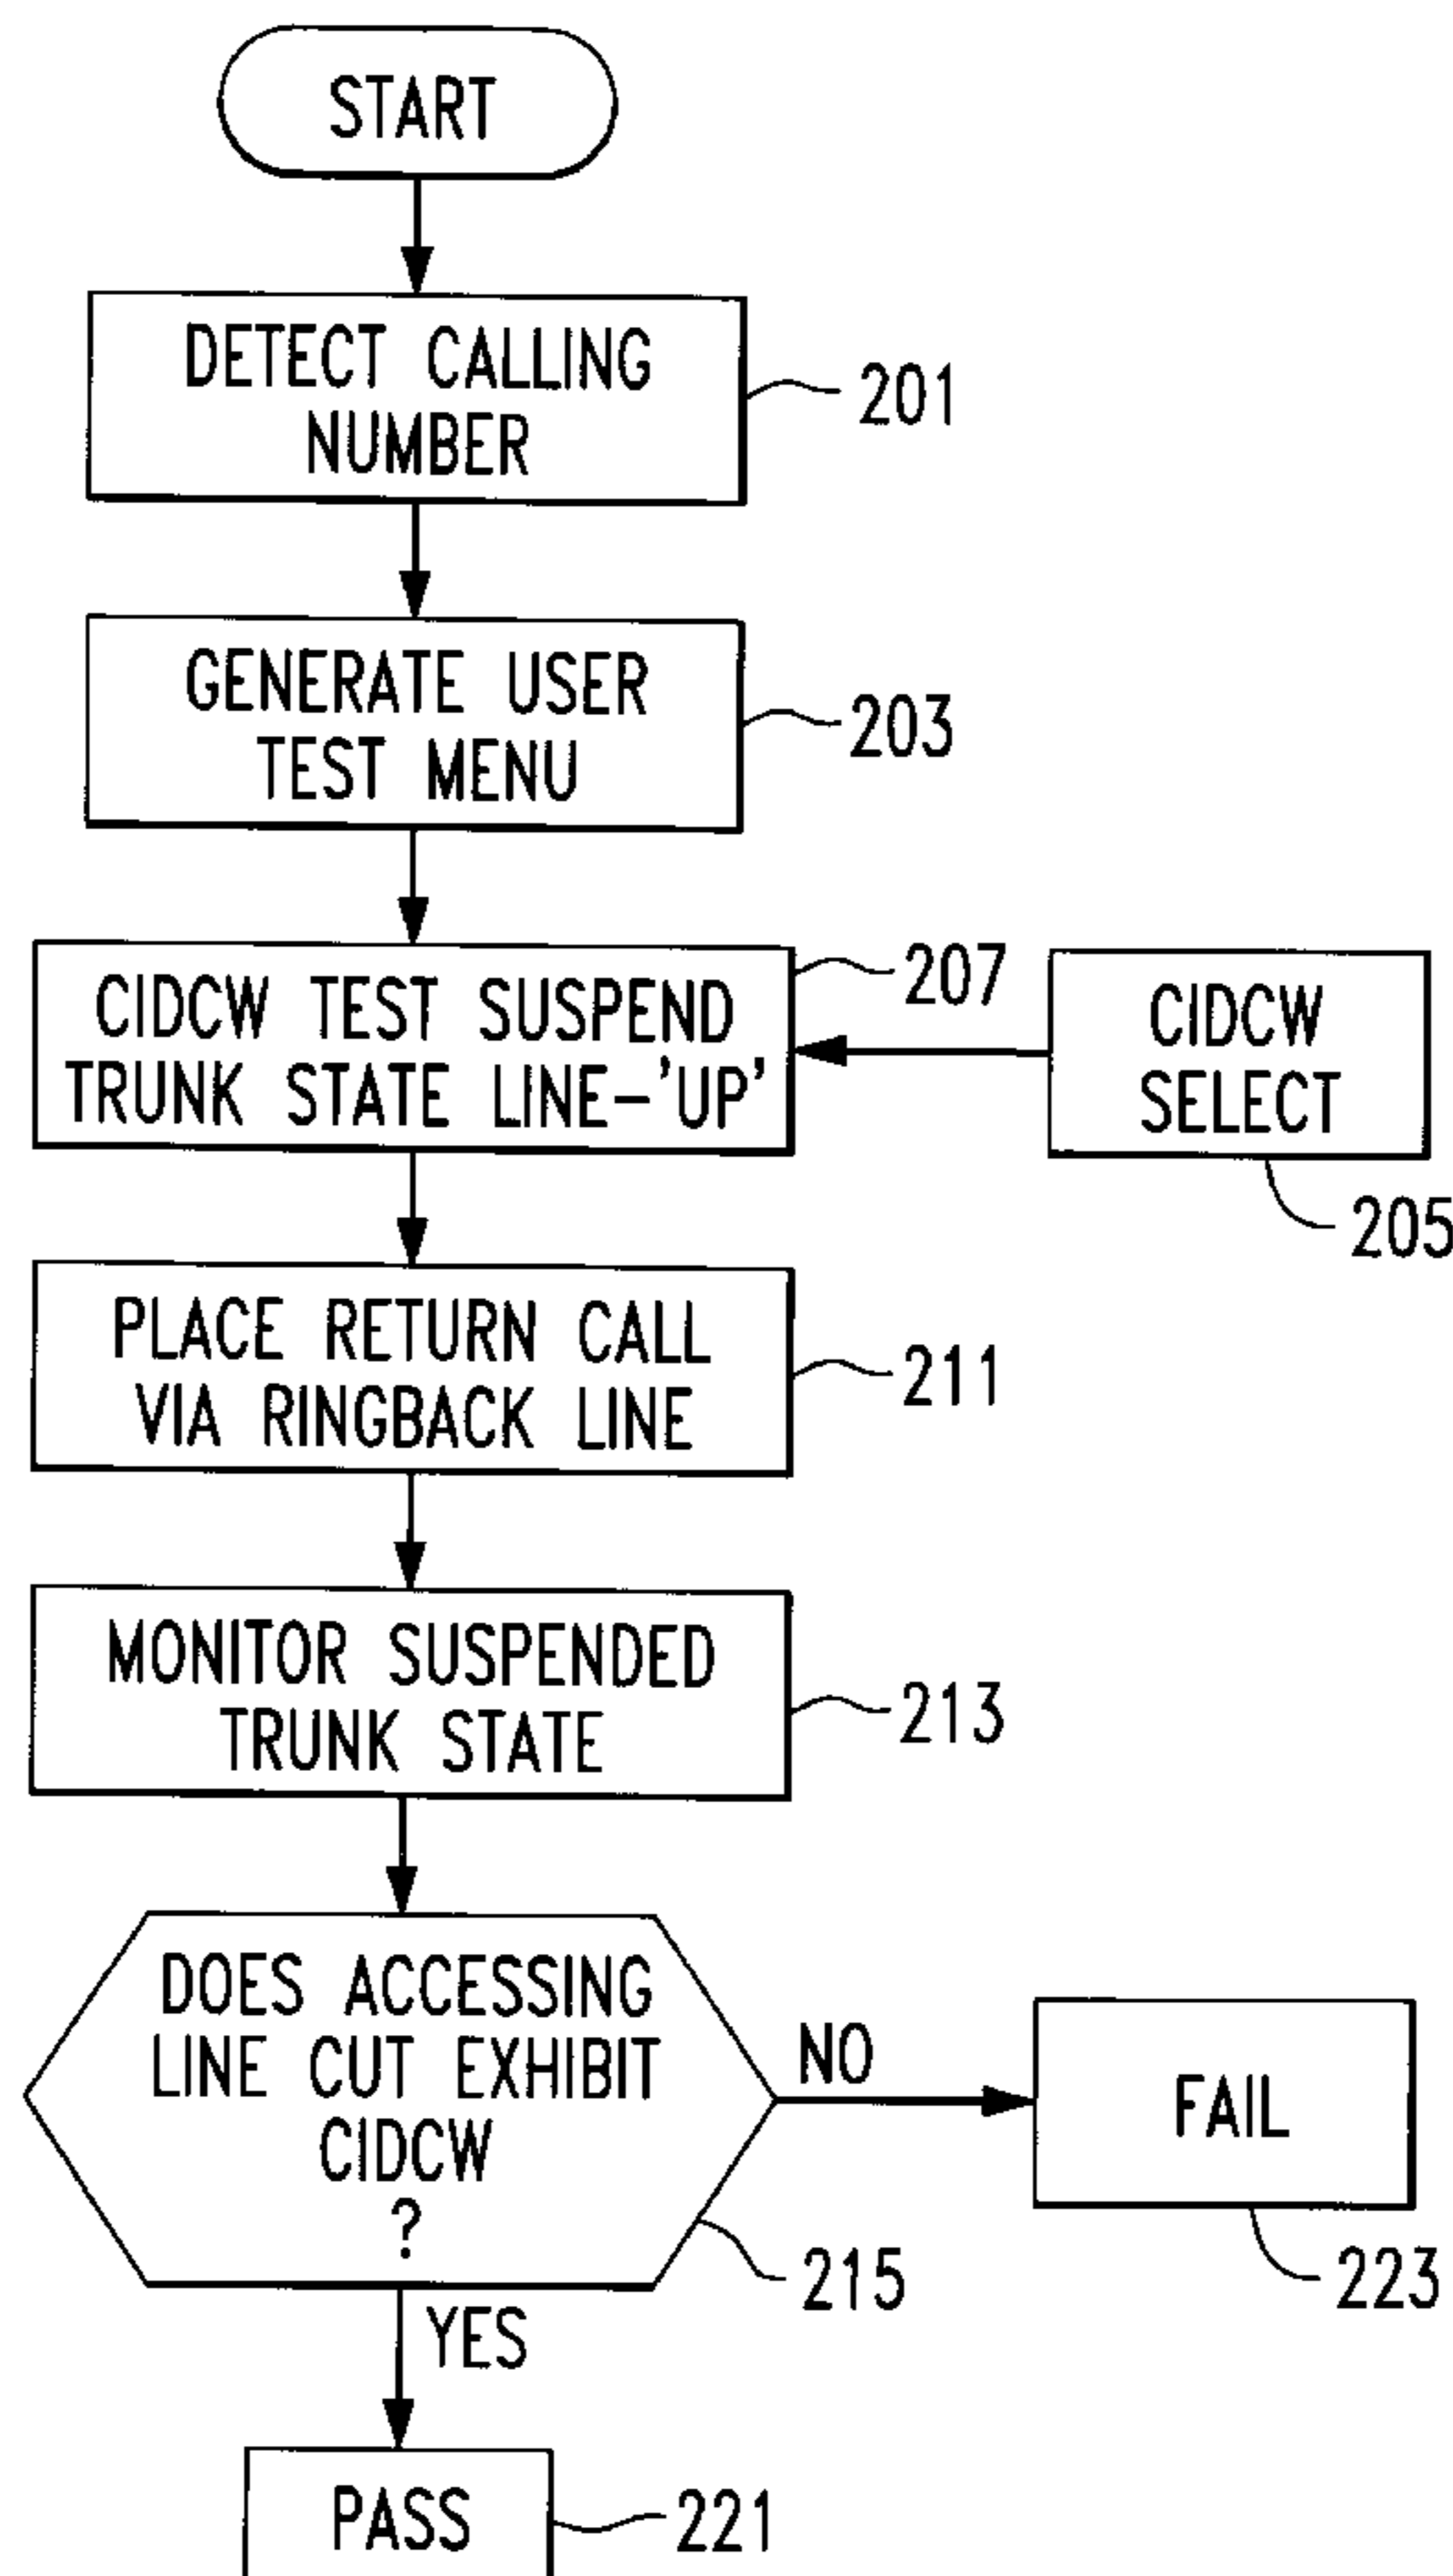 START
DETECT CALLING
NUMBER
201
GENERATE USER
TEST MENU
203
CIDCW TEST SUSPEND
TRUNK STATE LINE-'UP'
207
CIDCW
SELECT
205
PLACE RETURN CALL
VIA RINGBACK LINE
211
MONITOR SUSPENDED
TRUNK STATE
213
DOES ACCESSING
LINE CUT EXHIBIT
CIDCW
?
215
NO
FAIL
223
YES
PASS
221